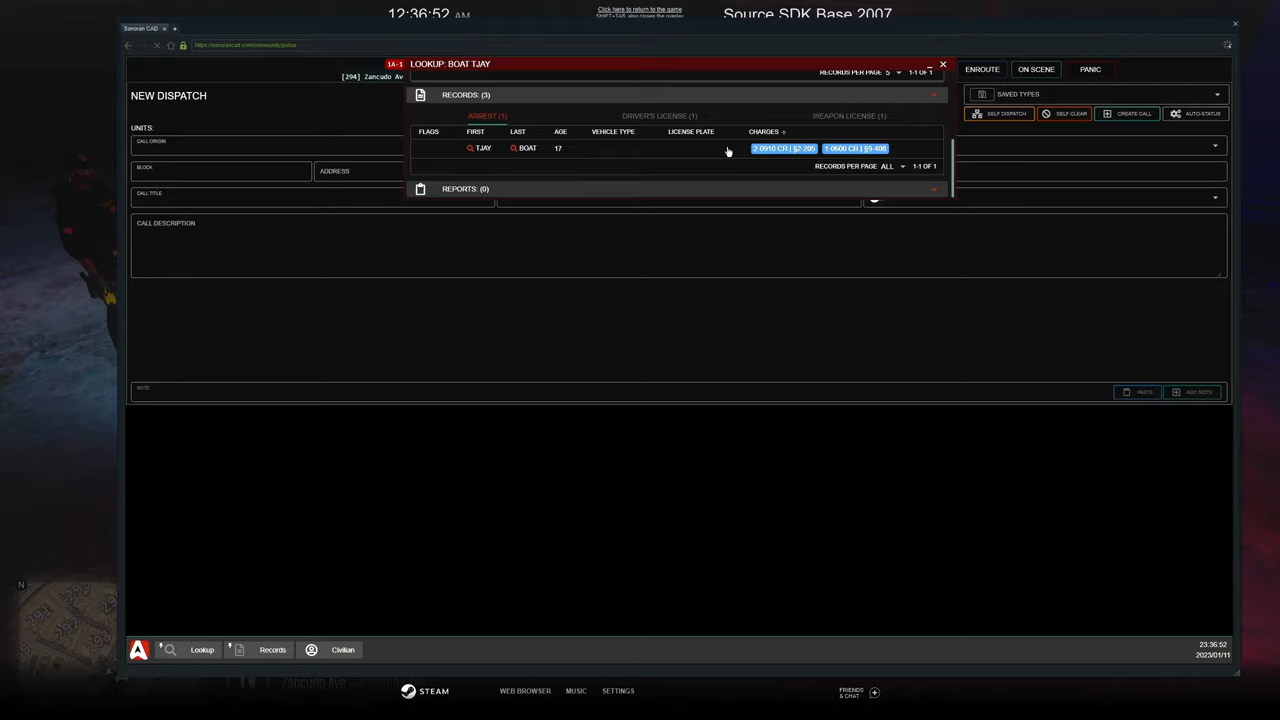 12:36:52 AM
Click here to return to the game
SHIFT+TAB also closes the overlay
Source SDK Base 2007
Sonoran CAD
https://sonorancad.com/community/police
1A-1
LOOKUP: BOAT TJAY
ENROUTE
ON SCENE
PANIC
[294] Zancudo Av
RECORDS PER PAGE 5
1-1 OF 1
NEW DISPATCH
RECORDS: (3)
SAVED TYPES
ARREST (1)
DRIVER'S LICENSE (1)
WEAPON LICENSE (1)
SELF DISPATCH
SELF CLEAR
CREATE CALL
AUTO-STATUS
UNITS:
FLAGS
FIRST
LAST
AGE
VEHICLE TYPE
LICENSE PLATE
CHARGES
CALL ORIGIN
TJAY
BOAT
17
2-0910 CR | §2-205
1-0600 CR | §9-408
BLOCK
ADDRESS
RECORDS PER PAGE ALL
1-1 OF 1
REPORTS: (0)
CALL TITLE
CALL DESCRIPTION
NOTE
PASTE
ADD NOTE
N
Lookup
Records
Civilian
23:36:52
2023/01/11
Zancudo Ave
STEAM
WEB BROWSER
MUSIC
SETTINGS
FRIENDS
& CHAT